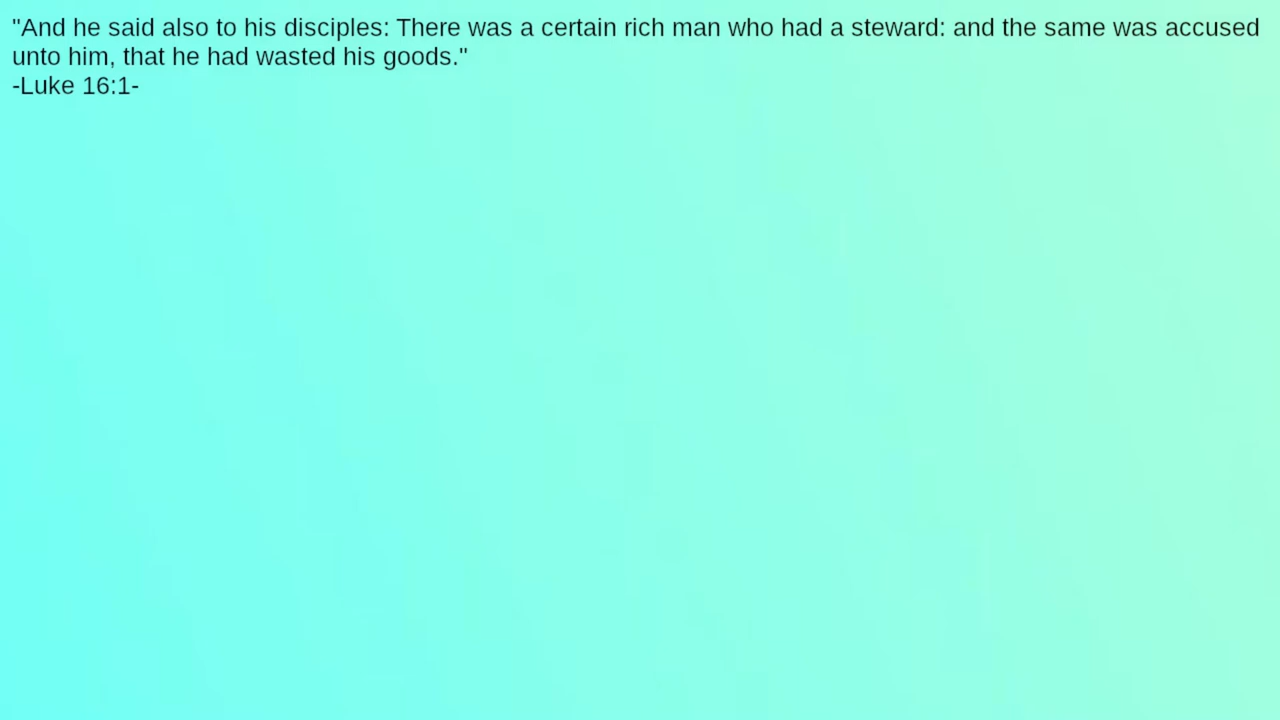 "And he said also to his disciples: There was a certain rich man who had a steward: and the same was accused
unto him, that he had wasted his goods."
-Luke 16:1-